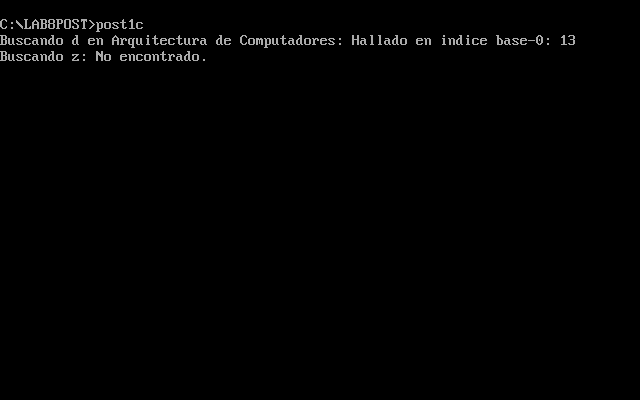 C:\LAB8POST>post1c
Buscando d en Arquitectura de Computadores: Hallado en indice base-0: 13
Buscando z: No encontrado.